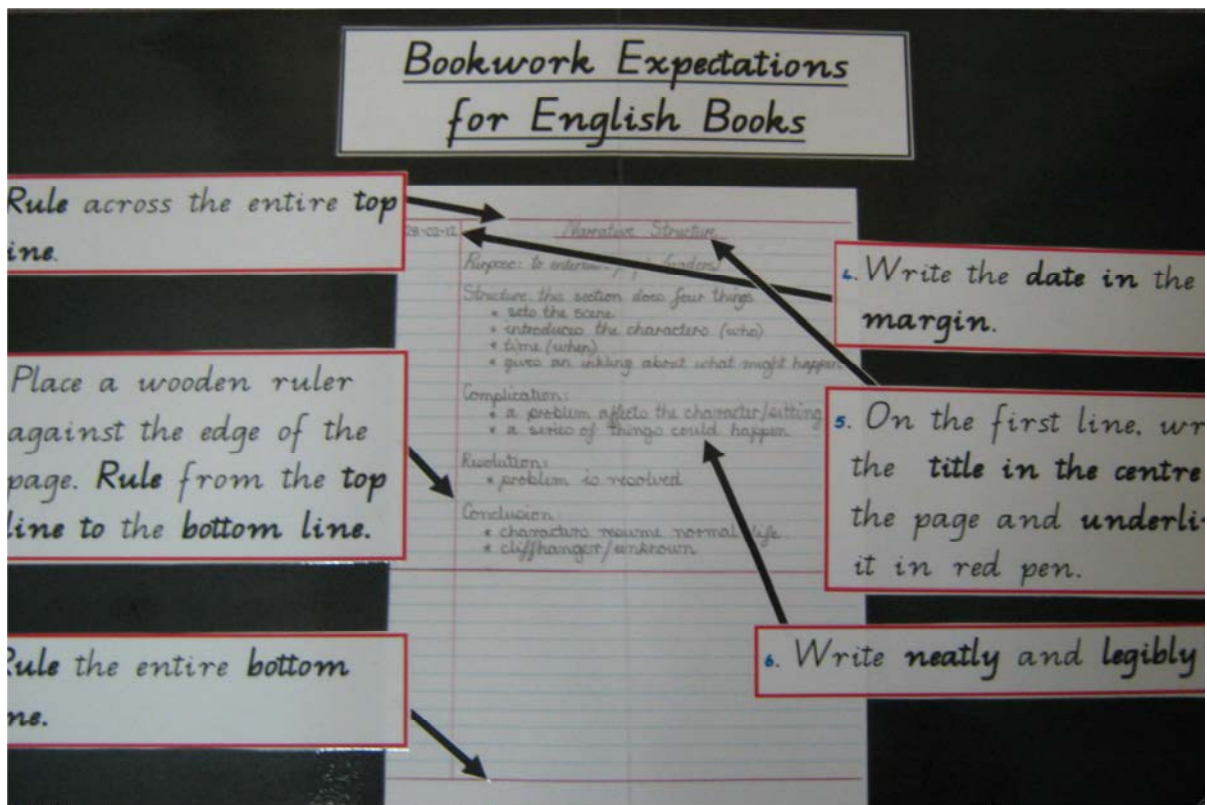 Bookwork Expectations
for English Books
Rule across the entire top
ine.
Place a wooden ruler
against the edge of the
page. Rule from the top
line to the bottom line.
Rule the entire bottom
ne.
28-02-12
Narrative Structure
Purpose: to
Structure: this section does four things
* sets the scene
* introduces the characters (who)
* time (when)
* gives an inkling about what might happen
Complication:
* a problem affects the character/sitting
* a series of things could happen
Resolution:
* problem is resolved
Conclusion:
* characters resume normal life
* cliffhanger/unknown
4. Write the date in the
margin.
5. On the first line, wr
the title in the centre
the page and underli
it in red pen.
6. Write neatly and legibly